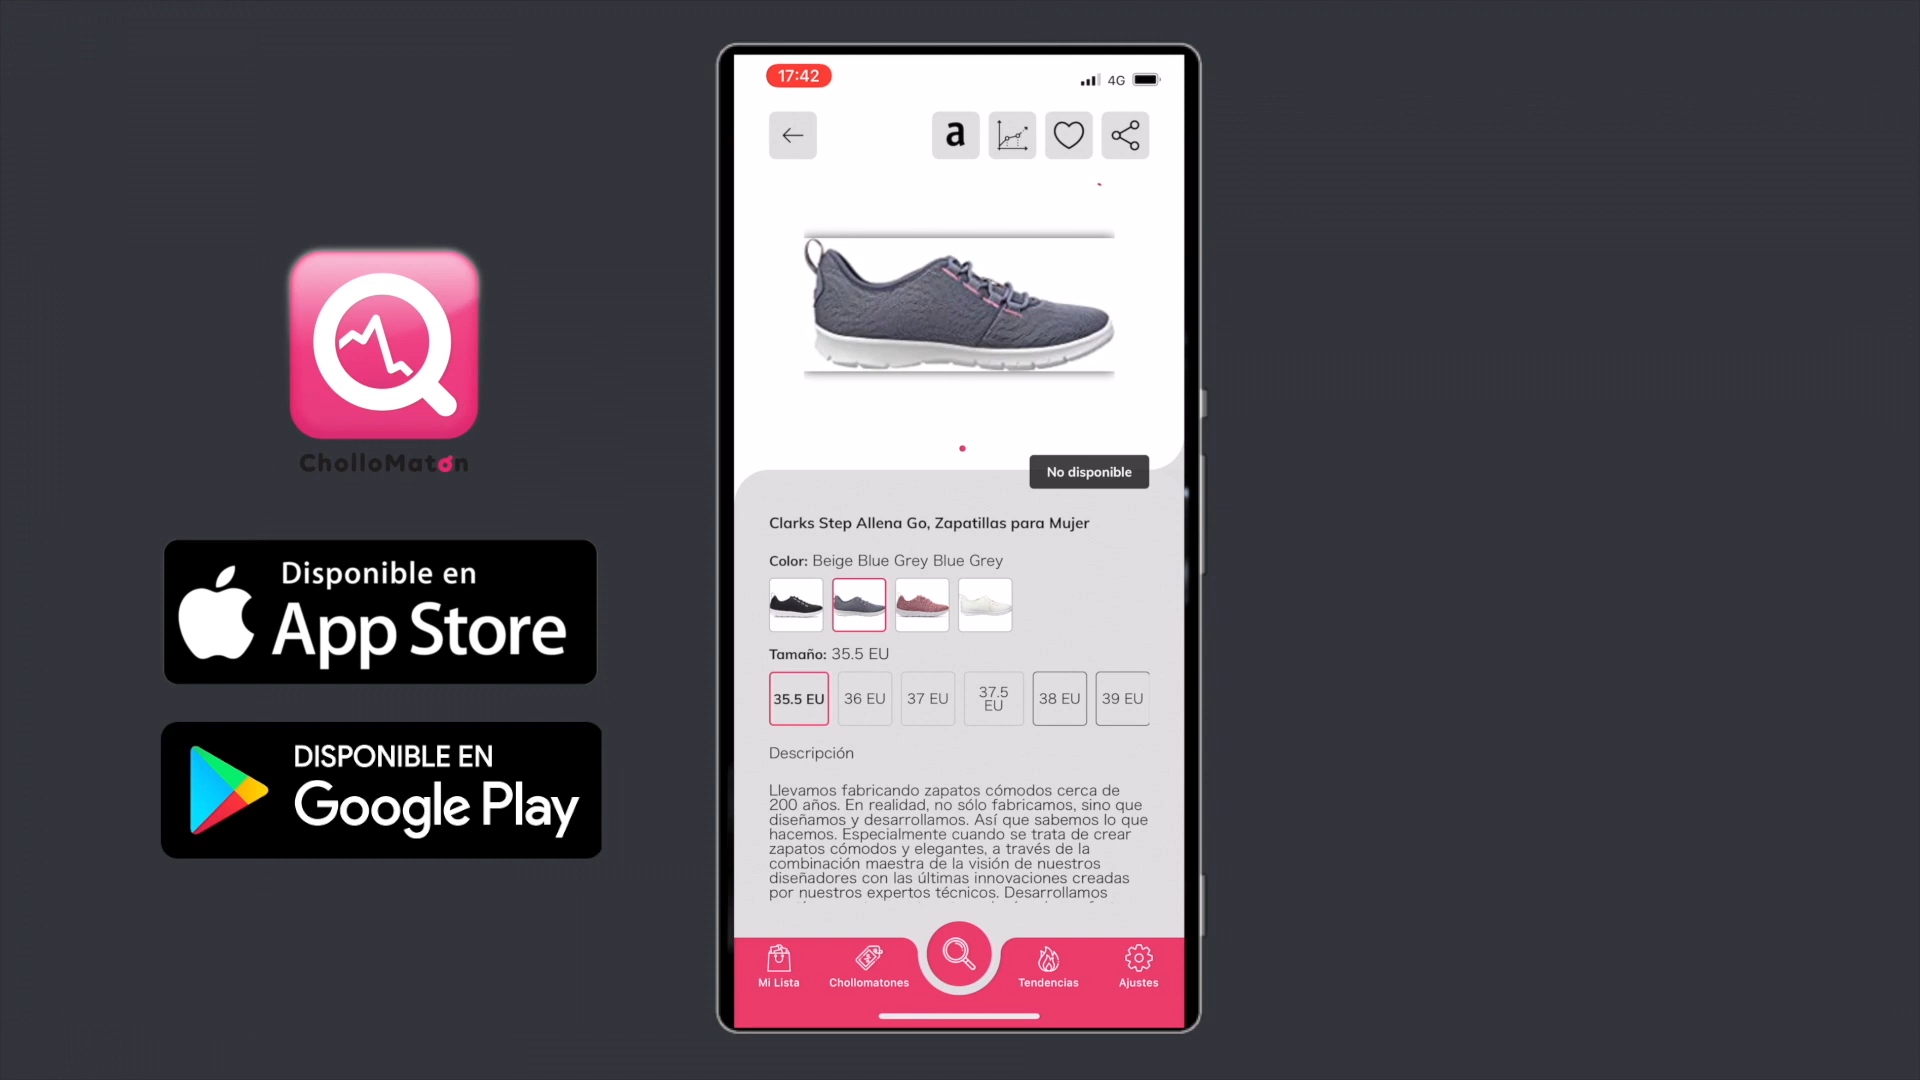 CholloMatón
Disponible en
App Store
DISPONIBLE EN
Google Play
17:42
4G
a
No disponible
Clarks Step Allena Go, Zapatillas para Mujer
Color: Beige Blue Grey Blue Grey
Tamaño: 35.5 EU
35.5 EU
36 EU
37 EU
37.5
EU
38 EU
39 EU
Descripción
Llevamos fabricando zapatos cómodos cerca de
200 años. En realidad, no sólo fabricamos, sino que
diseñamos y desarrollamos. Así que sabemos lo que
hacemos. Especialmente cuando se trata de crear
zapatos cómodos y elegantes, a través de la
combinación maestra de la visión de nuestros
diseñadores con las últimas innovaciones creadas
por nuestros expertos técnicos. Desarrollamos
Mi Lista
Chollomatones
Tendencias
Ajustes